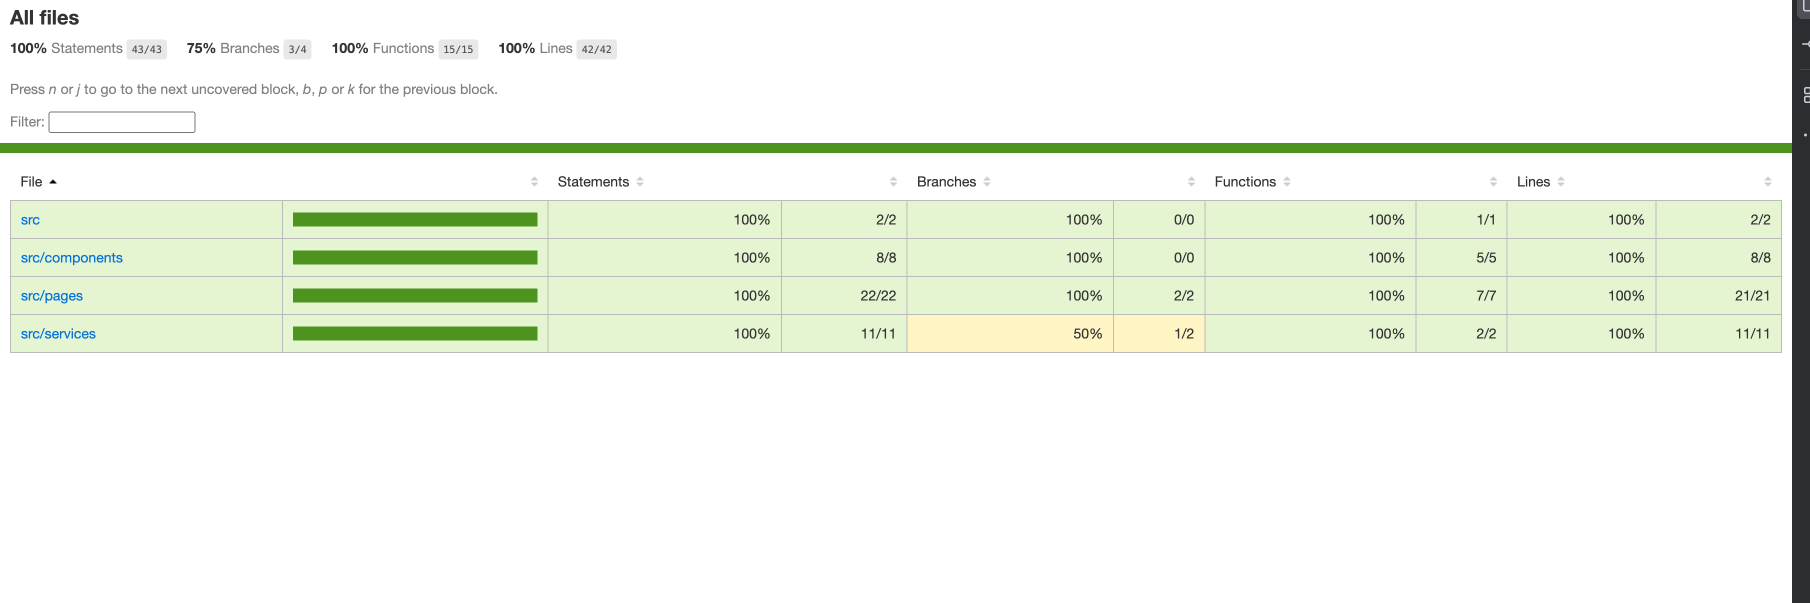 All files
100% Statements 43/43 75% Branches 3/4 100% Functions 15/15 100% Lines 42/42
Press n or j to go to the next uncovered block, b, p or k for the previous block.
Filter:
File Statements Branches Functions Lines
src 100% 2/2 100% 0/0 100% 1/1 100% 2/2
src/components 100% 8/8 100% 0/0 100% 5/5 100% 8/8
src/pages 100% 22/22 100% 2/2 100% 7/7 100% 21/21
src/services 100% 11/11 50% 1/2 100% 2/2 100% 11/11